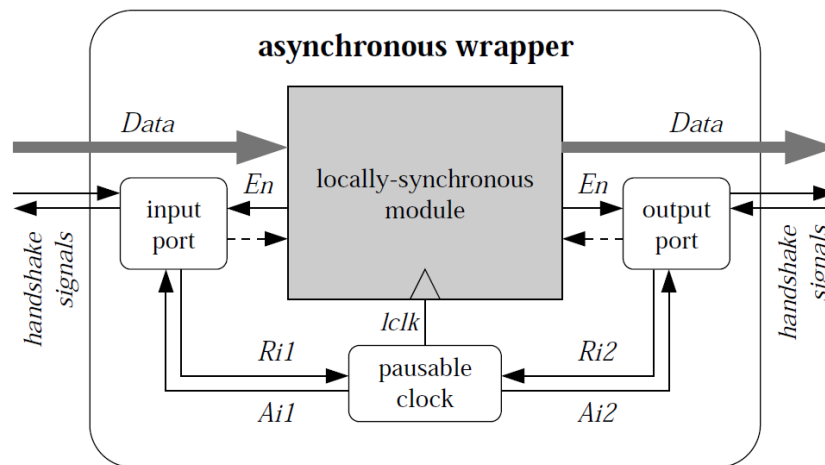 asynchronous wrapper
Data
Data
locally-synchronous
module
En
En
input
port
output
port
handshake
signals
handshake
signals
lclk
Ri1
Ri2
pausable
clock
Ai1
Ai2